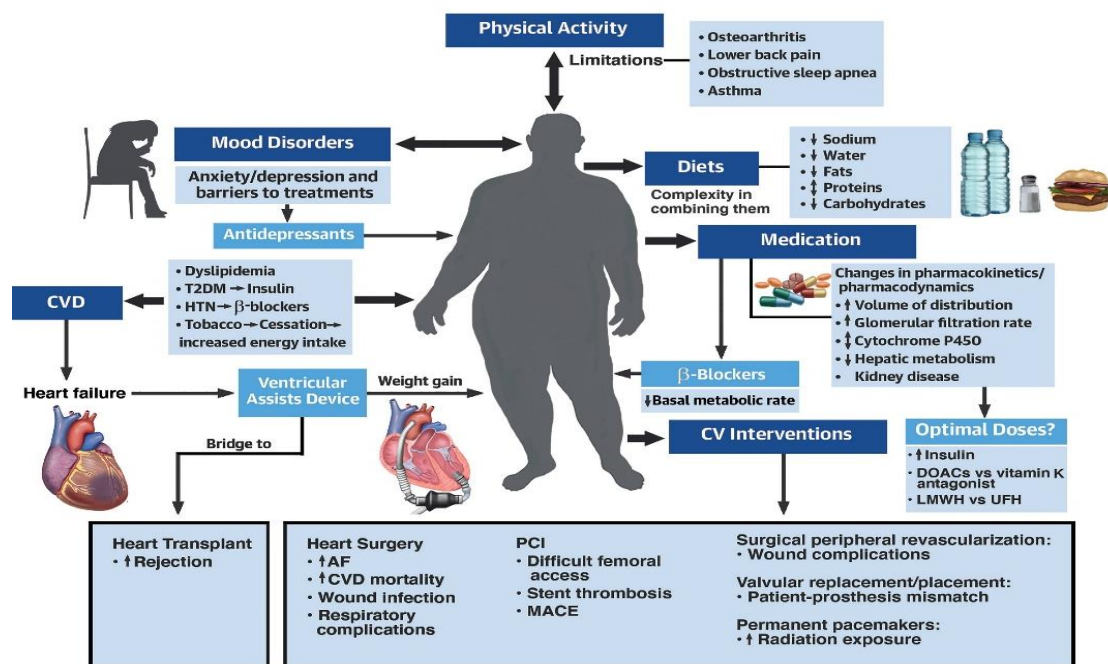 Physical Activity
Limitations
• Osteoarthritis
• Lower back pain
• Obstructive sleep apnea
• Asthma
Mood Disorders
Anxiety/depression and
barriers to treatments
Antidepressants
Diets
Complexity in
combining them
• ↓ Sodium
• ↓ Water
• ↓ Fats
• ↕ Proteins
• ↓ Carbohydrates
Medication
Changes in pharmacokinetics/
pharmacodynamics
• ↑ Volume of distribution
• ↑ Glomerular filtration rate
• ↕ Cytochrome P450
• ↓ Hepatic metabolism
• Kidney disease
CVD
• Dyslipidemia
• T2DM → Insulin
• HTN → β-blockers
• Tobacco → Cessation →
increased energy intake
Heart failure
Ventricular
Assists Device
Weight gain
Bridge to
β-Blockers
↓Basal metabolic rate
CV Interventions
Optimal Doses?
• ↑ Insulin
• DOACs vs vitamin K
antagonist
• LMWH vs UFH
Heart Transplant
• ↑ Rejection
Heart Surgery
• ↑AF
• ↑CVD mortality
• Wound infection
• Respiratory
complications
PCI
• Difficult femoral
access
• Stent thrombosis
• MACE
Surgical peripheral revascularization:
• Wound complications
Valvular replacement/placement:
• Patient-prosthesis mismatch
Permanent pacemakers:
• ↑ Radiation exposure